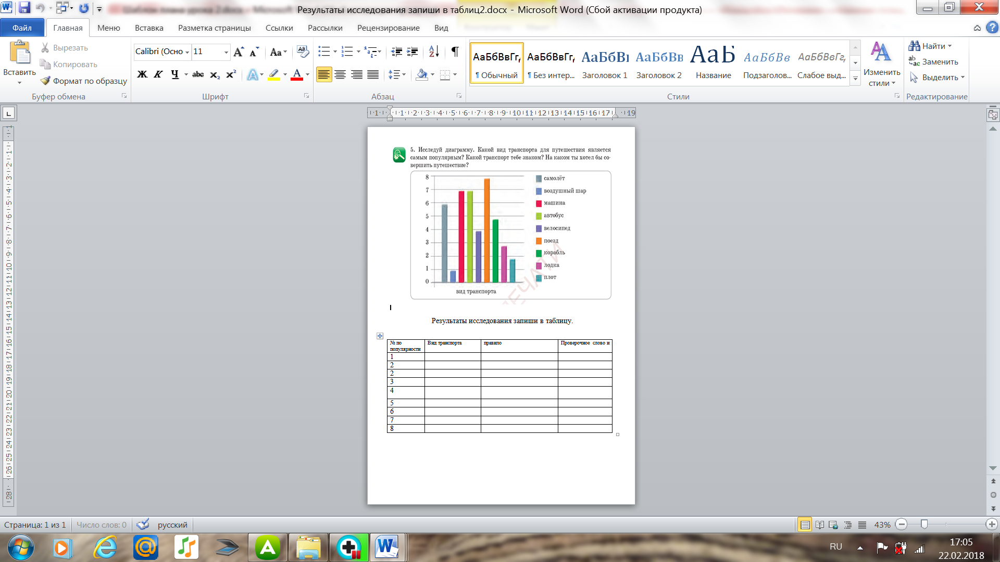 Результаты исследования запиши в таблиц2.docx - Microsoft Word (Сбой активации продукта)
Файл Главная Меню Вставка Разметка страницы Ссылки Рассылки Рецензирование Вид
Вставить
Вырезать
Копировать
Формат по образцу
Буфер обмена
Calibri (Осно 11
Ж К Ч abc x₂ x²
Шрифт
Абзац
АаБбВвГг, АаБбВвГг, АаБбВı АаБбВв АаБ АаБбВв АаБбВвГг,
¶ Обычный ¶ Без интер... Заголовок 1 Заголовок 2 Название Подзаголов... Слабое выд...
Стили
Изменить
стили
Найти
Заменить
Выделить
Редактирование
1 1 2 3 4 5 6 7 8 9 10 11 12 13 14 15 16 17 19
5. Исследуй диаграмму. Какой вид транспорта для путешествия является
самым популярным? Какой транспорт тебе знаком? На каком ты хотел бы со-
вершить путешествие?
8
7
6
5
4
3
2
1
0
вид транспорта
самолёт
воздушный шар
машина
автобус
велосипед
поезд
корабль
лодка
плот
ПЕЧАТИ
Результаты исследования запиши в таблицу.
№ по популярности Вид транспорта правило Проверочное слово и
1
2
2
3
4
5
6
7
8
Страница: 1 из 1 Число слов: 0 русский 43%
RU 17:05
22.02.2018